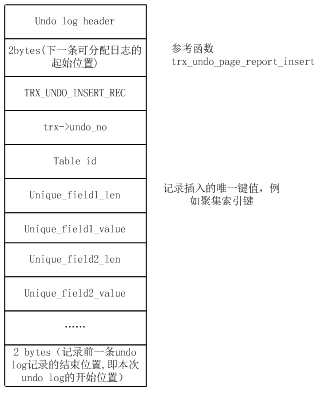 Undo log header
2bytes(下一条可分配日志的
起始位置)
参考函数
trx_undo_page_report_insert
TRX_UNDO_INSERT_REC
trx->undo_no
Table id
Unique_field1_len
记录插入的唯一键值，例
如聚集索引键
Unique_field1_value
Unique_field2_len
Unique_field2_value
……
2 bytes（记录前一条undo
log记录的结束位置,即本次
undo log的开始位置）